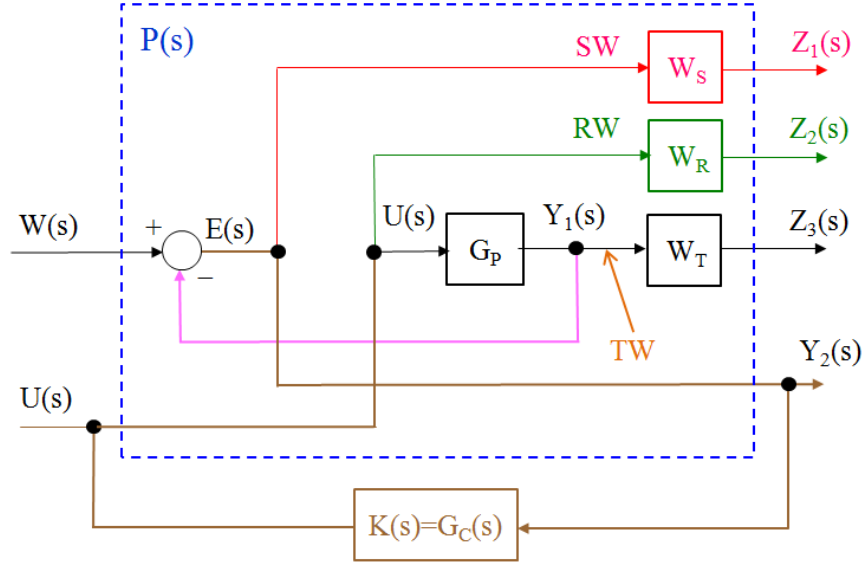 P(s)
SW
W_S
Z_1(s)
RW
W_R
Z_2(s)
W(s)
+
−
E(s)
U(s)
G_P
Y_1(s)
W_T
Z_3(s)
TW
Y_2(s)
U(s)
K(s)=G_C(s)